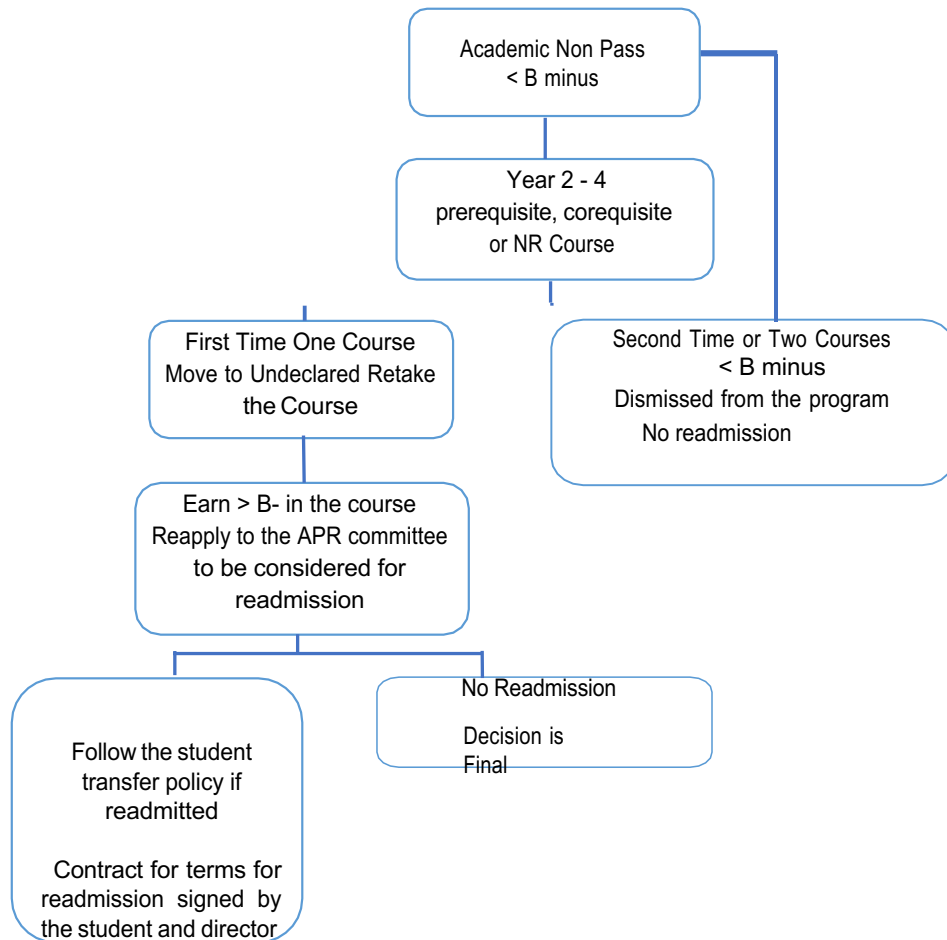 Academic Non Pass
< B minus
Year 2 - 4
prerequisite, corequisite
or NR Course
First Time One Course
Move to Undeclared Retake
the Course
Second Time or Two Courses
< B minus
Dismissed from the program
No readmission
Earn > B- in the course
Reapply to the APR committee
to be considered for
readmission
Follow the student
transfer policy if
readmitted
Contract for terms for
readmission signed by
the student and director
No Readmission
Decision is
Final